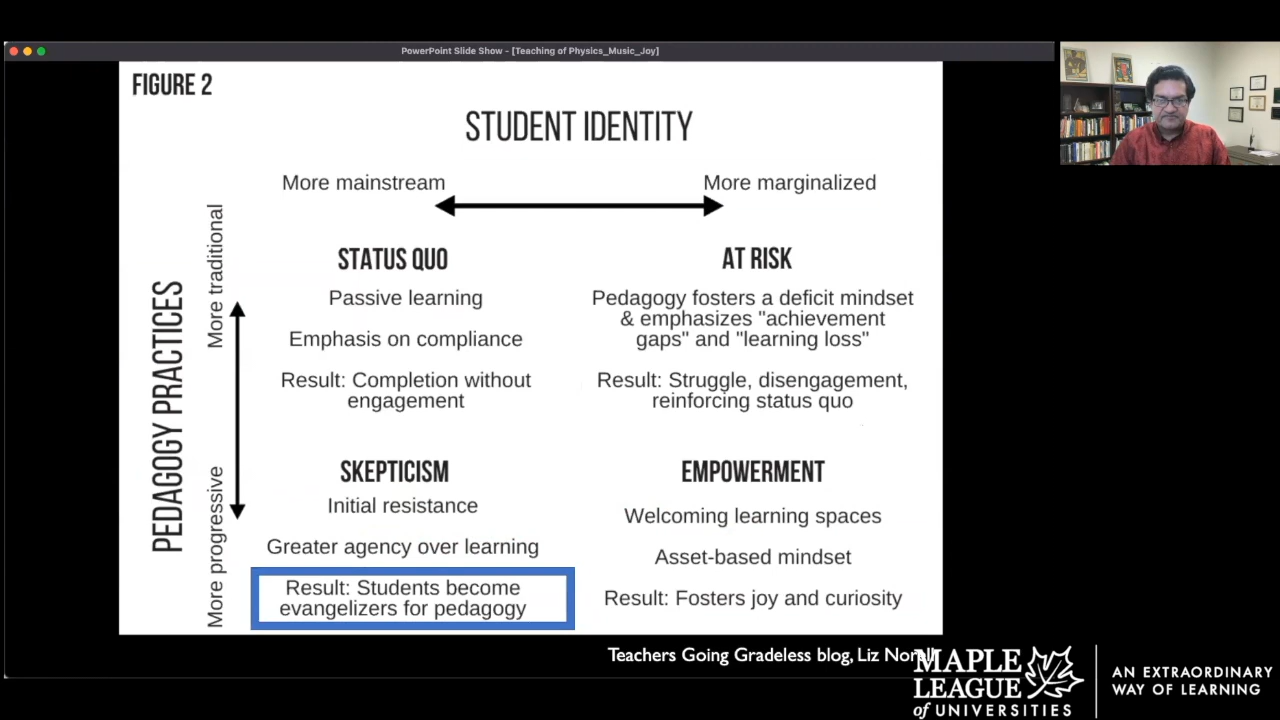 PowerPoint Slide Show - [Teaching of Physics_Music_Joy]
FIGURE 2
STUDENT IDENTITY
More mainstream
More marginalized
PEDAGOGY PRACTICES
More traditional
More progressive
STATUS QUO
Passive learning
Emphasis on compliance
Result: Completion without
engagement
AT RISK
Pedagogy fosters a deficit mindset
& emphasizes "achievement
gaps" and "learning loss"
Result: Struggle, disengagement,
reinforcing status quo
SKEPTICISM
Initial resistance
Greater agency over learning
Result: Students become
evangelizers for pedagogy
EMPOWERMENT
Welcoming learning spaces
Asset-based mindset
Result: Fosters joy and curiosity
Teachers Going Gradeless blog, Liz
MAPLE
LEAGUE
of UNIVERSITIES
AN EXTRAORDINARY
WAY OF LEARNING